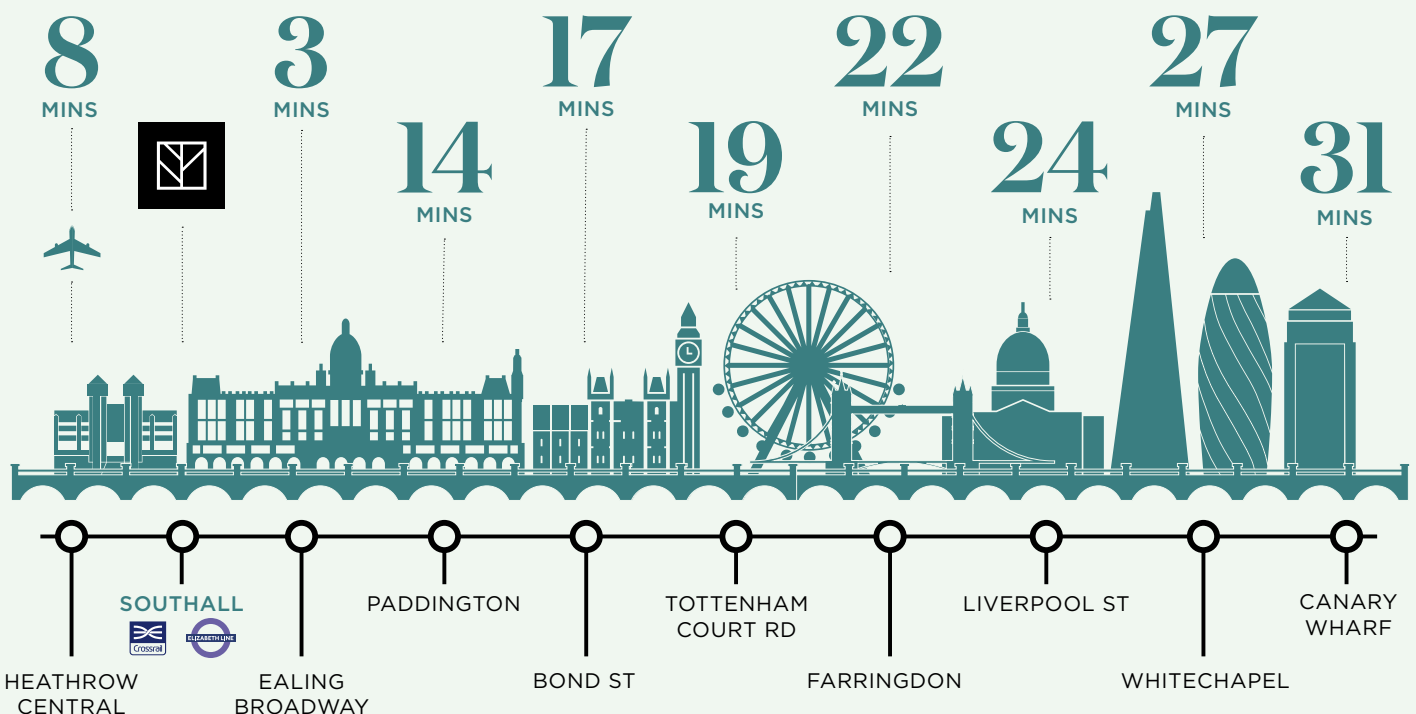 8
MINS
3
MINS
17
MINS
22
MINS
27
MINS
14
MINS
19
MINS
24
MINS
31
MINS
SOUTHALL
Crossrail
ELIZABETH LINE
PADDINGTON
TOTTENHAM
COURT RD
LIVERPOOL ST
CANARY
WHARF
HEATHROW
CENTRAL
EALING
BROADWAY
BOND ST
FARRINGDON
WHITECHAPEL